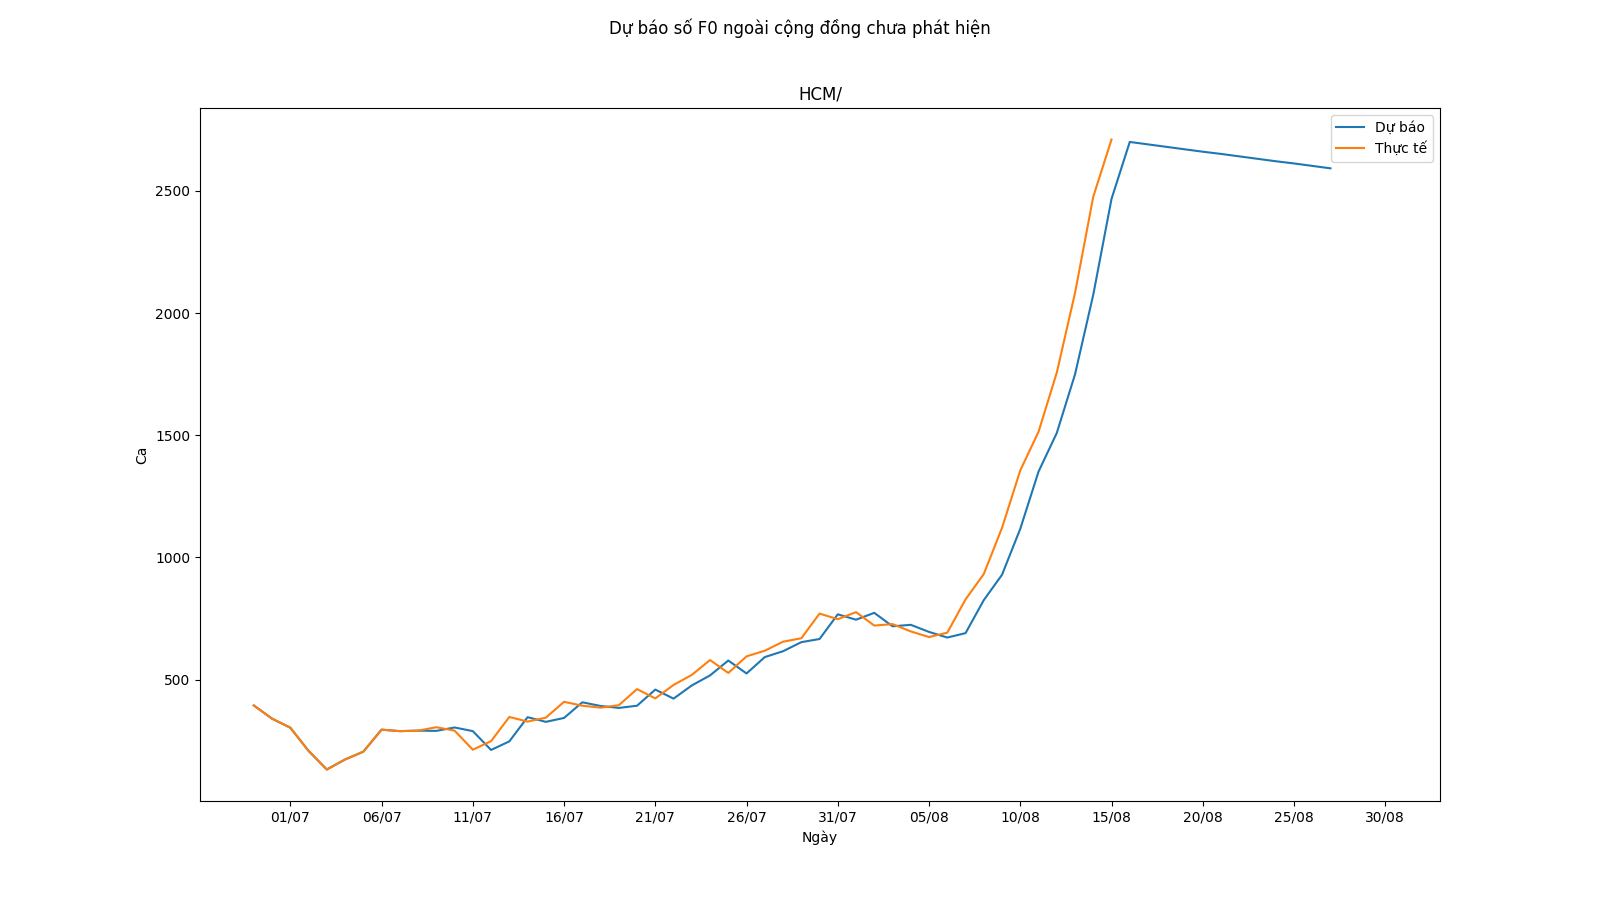 Dự báo số F0 ngoài cộng đồng chưa phát hiện
HCM/
Dự báo
Thực tế
2500
2000
1500
1000
500
Ca
01/07 06/07 11/07 16/07 21/07 26/07 31/07 05/08 10/08 15/08 20/08 25/08 30/08
Ngày